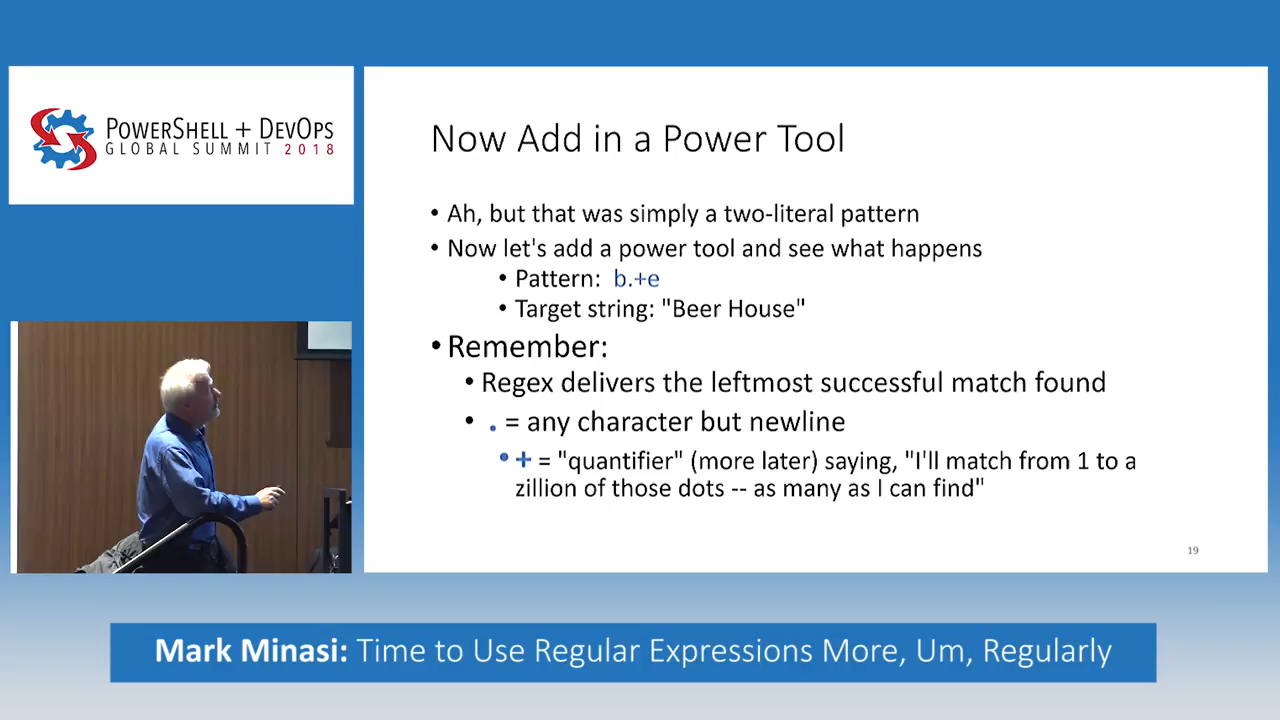 POWERSHELL + DEVOPS
GLOBAL SUMMIT 2018
Now Add in a Power Tool
• Ah, but that was simply a two-literal pattern
• Now let's add a power tool and see what happens
• Pattern: b.+e
• Target string: "Beer House"
• Remember:
• Regex delivers the leftmost successful match found
• . = any character but newline
• + = "quantifier" (more later) saying, "I'll match from 1 to a
zillion of those dots -- as many as I can find"
19
Mark Minasi: Time to Use Regular Expressions More, Um, Regularly